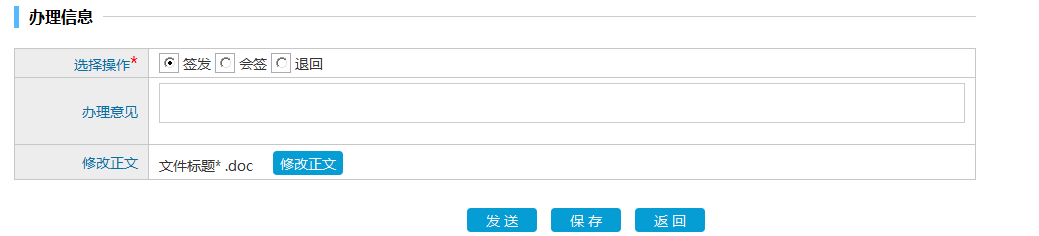 办理信息
选择操作* 签发 会签 退回
办理意见
修改正文 文件标题* .doc 修改正文
发 送 保 存 返 回